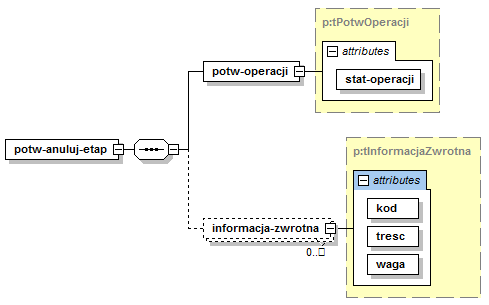 p:tPotwOperacji
attributes
potw-operacji
stat-operacji
potw-anuluj-etap
p:tInformacjaZwrotna
attributes
kod
informacja-zwrotna
tresc
0..□
waga